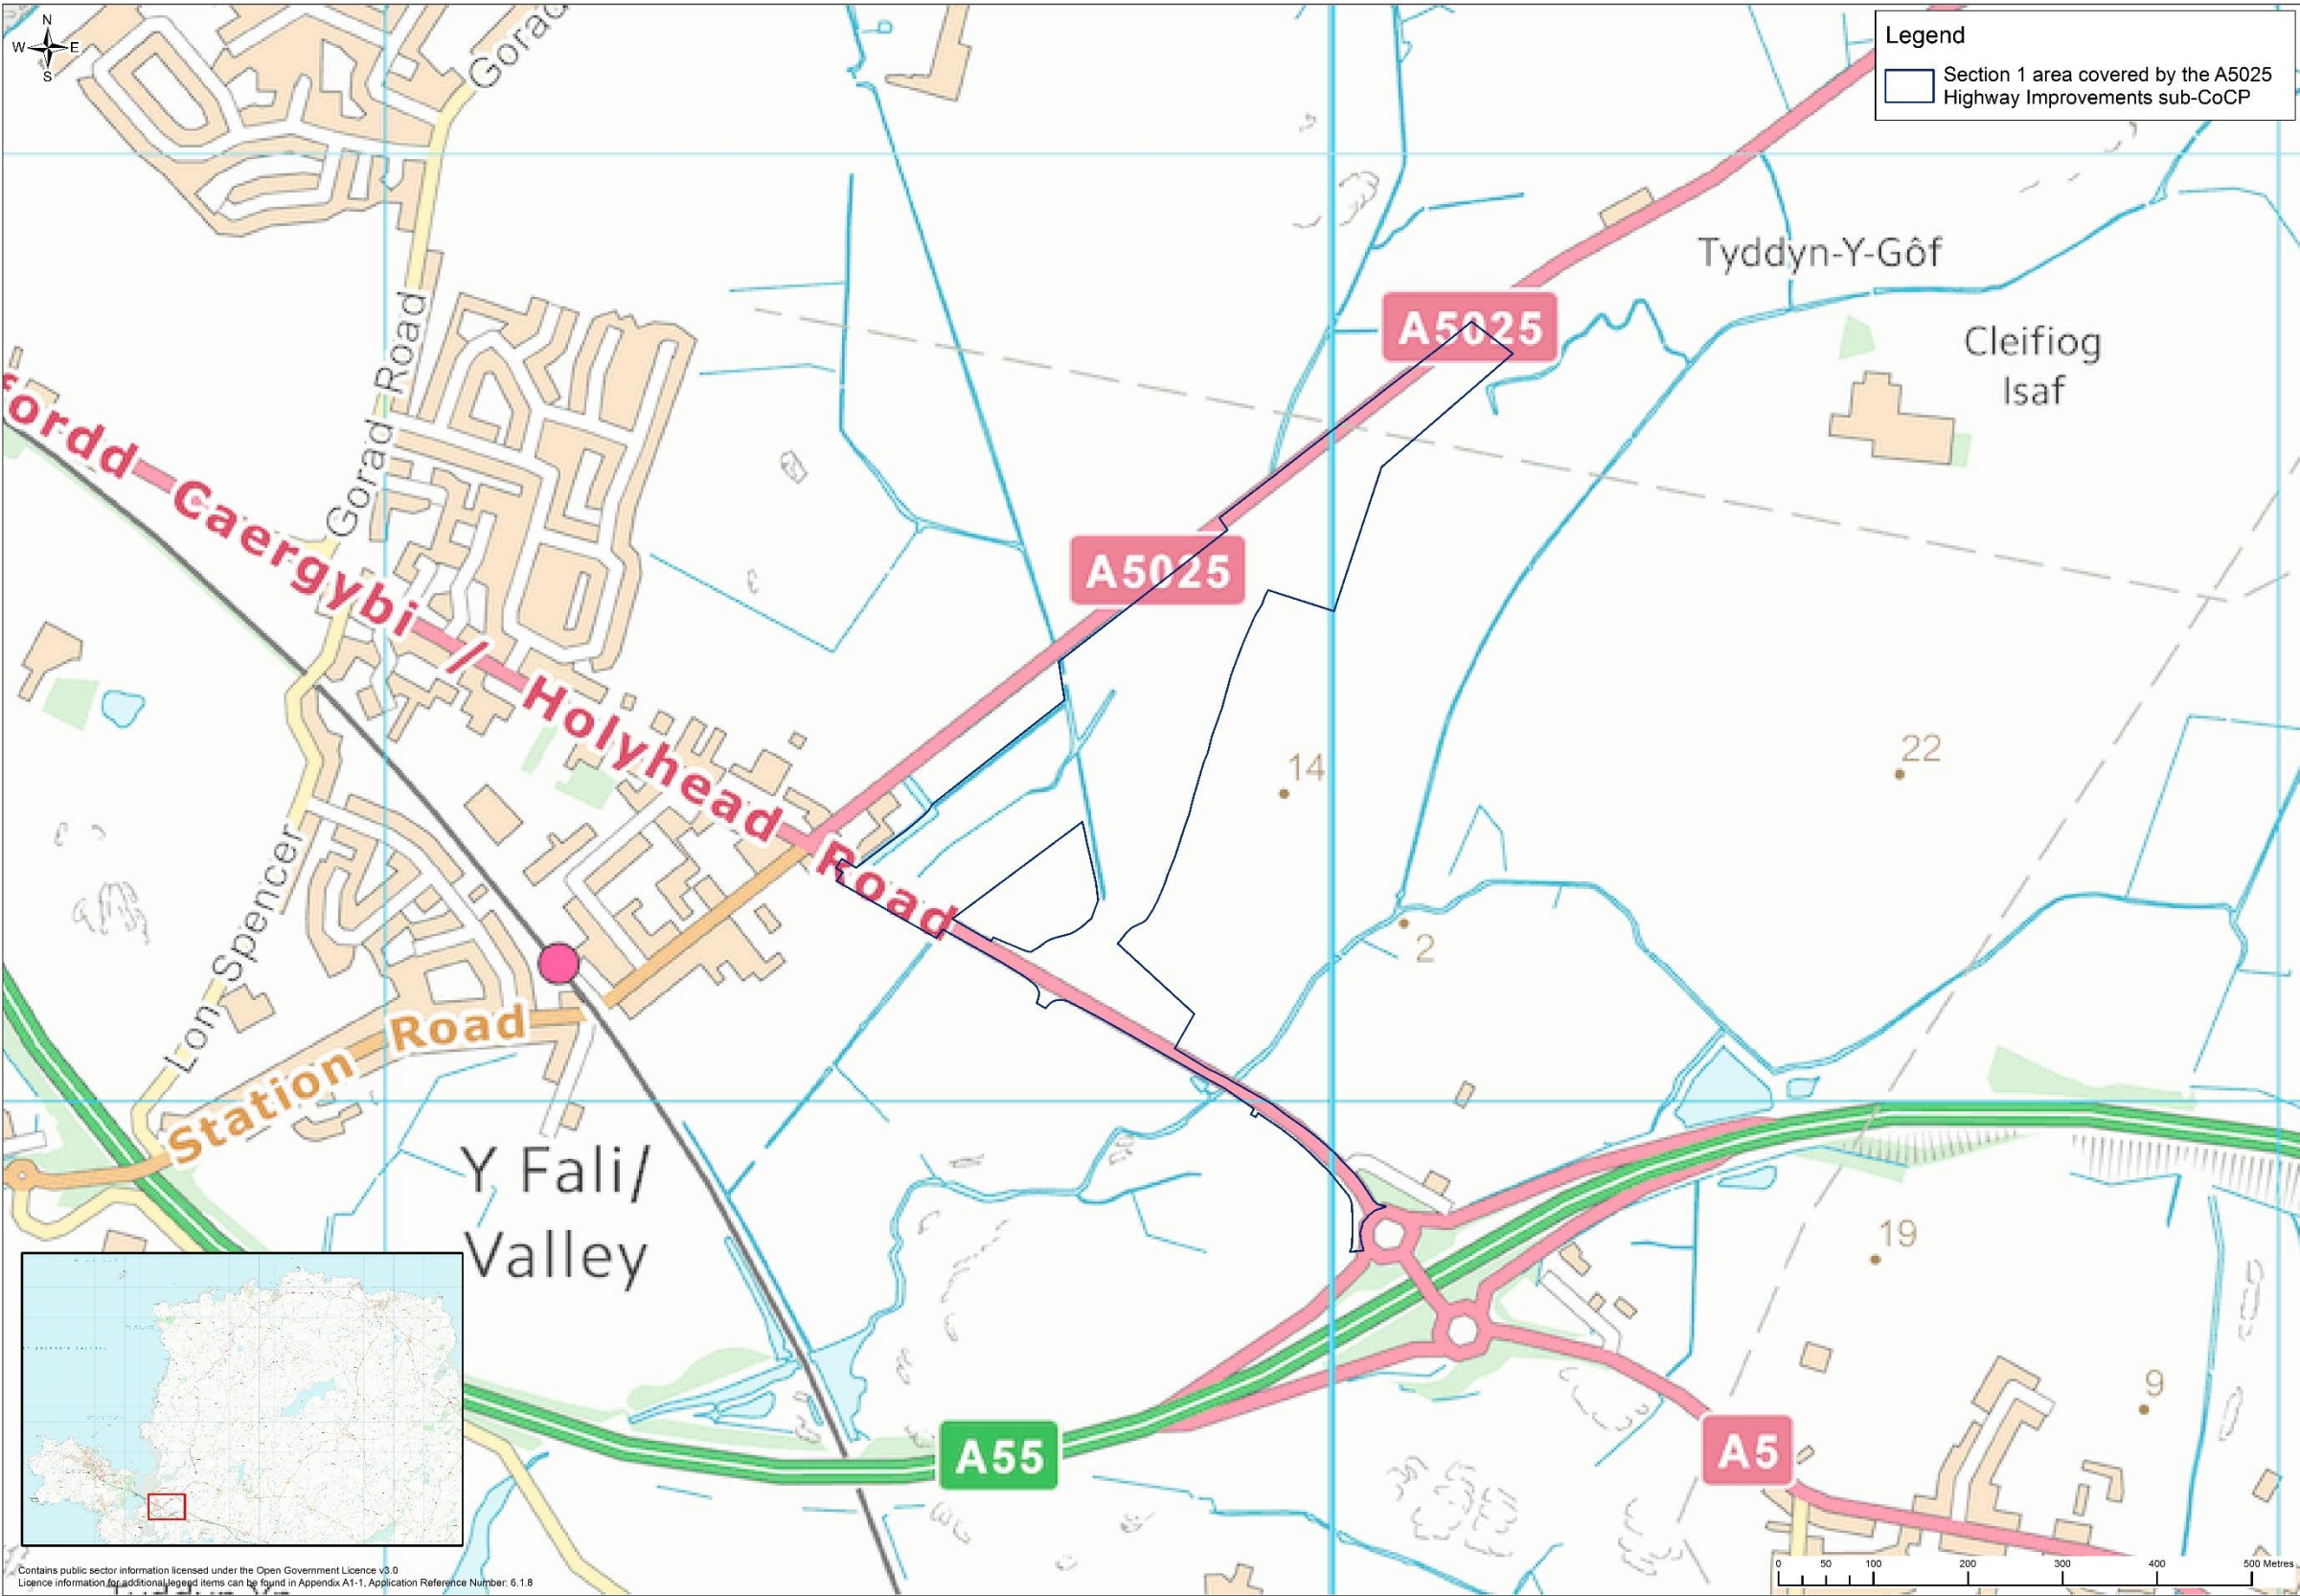 N
W
E
S
Gorad
Legend
Section 1 area covered by the A5025
Highway Improvements sub-CoCP
Tyddyn-Y-Gôf
A5025
Cleifiog
Isaf
Gorad Road
fordd Caergybi / Holyhead Road
A5025
14
22
2
Lon Spencer
Station Road
Y Fali/
Valley
19
9
A55
A5
Contains public sector information licensed under the Open Government Licence v3.0
Licence information for additional legend items can be found in Appendix A1-1, Application Reference Number: 6.1.8
0 50 100 200 300 400 500 Metres